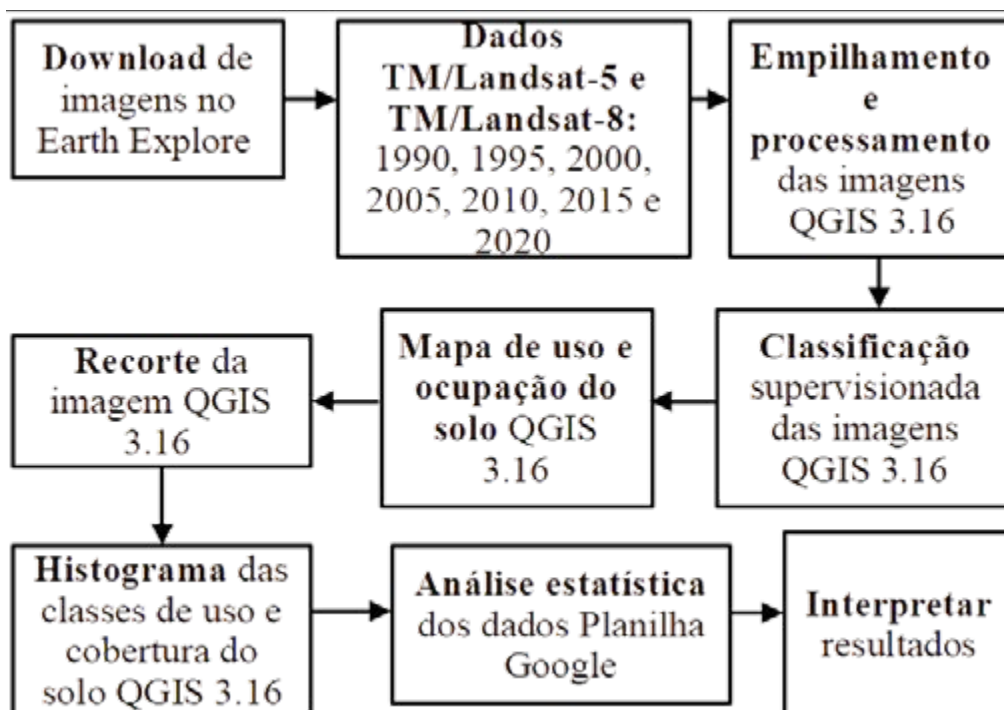 Download de
imagens no
Earth Explore
Dados
TM/Landsat-5 e
TM/Landsat-8:
1990, 1995, 2000,
2005, 2010, 2015 e
2020
Empilhamento
e
processamento
das imagens
QGIS 3.16
Classificação
supervisionada
das imagens
QGIS 3.16
Mapa de uso e
ocupação do
solo QGIS
3.16
Recorte da
imagem QGIS
3.16
Histograma das
classes de uso e
cobertura do
solo QGIS 3.16
Análise estatística
dos dados Planilha
Google
Interpretar
resultados